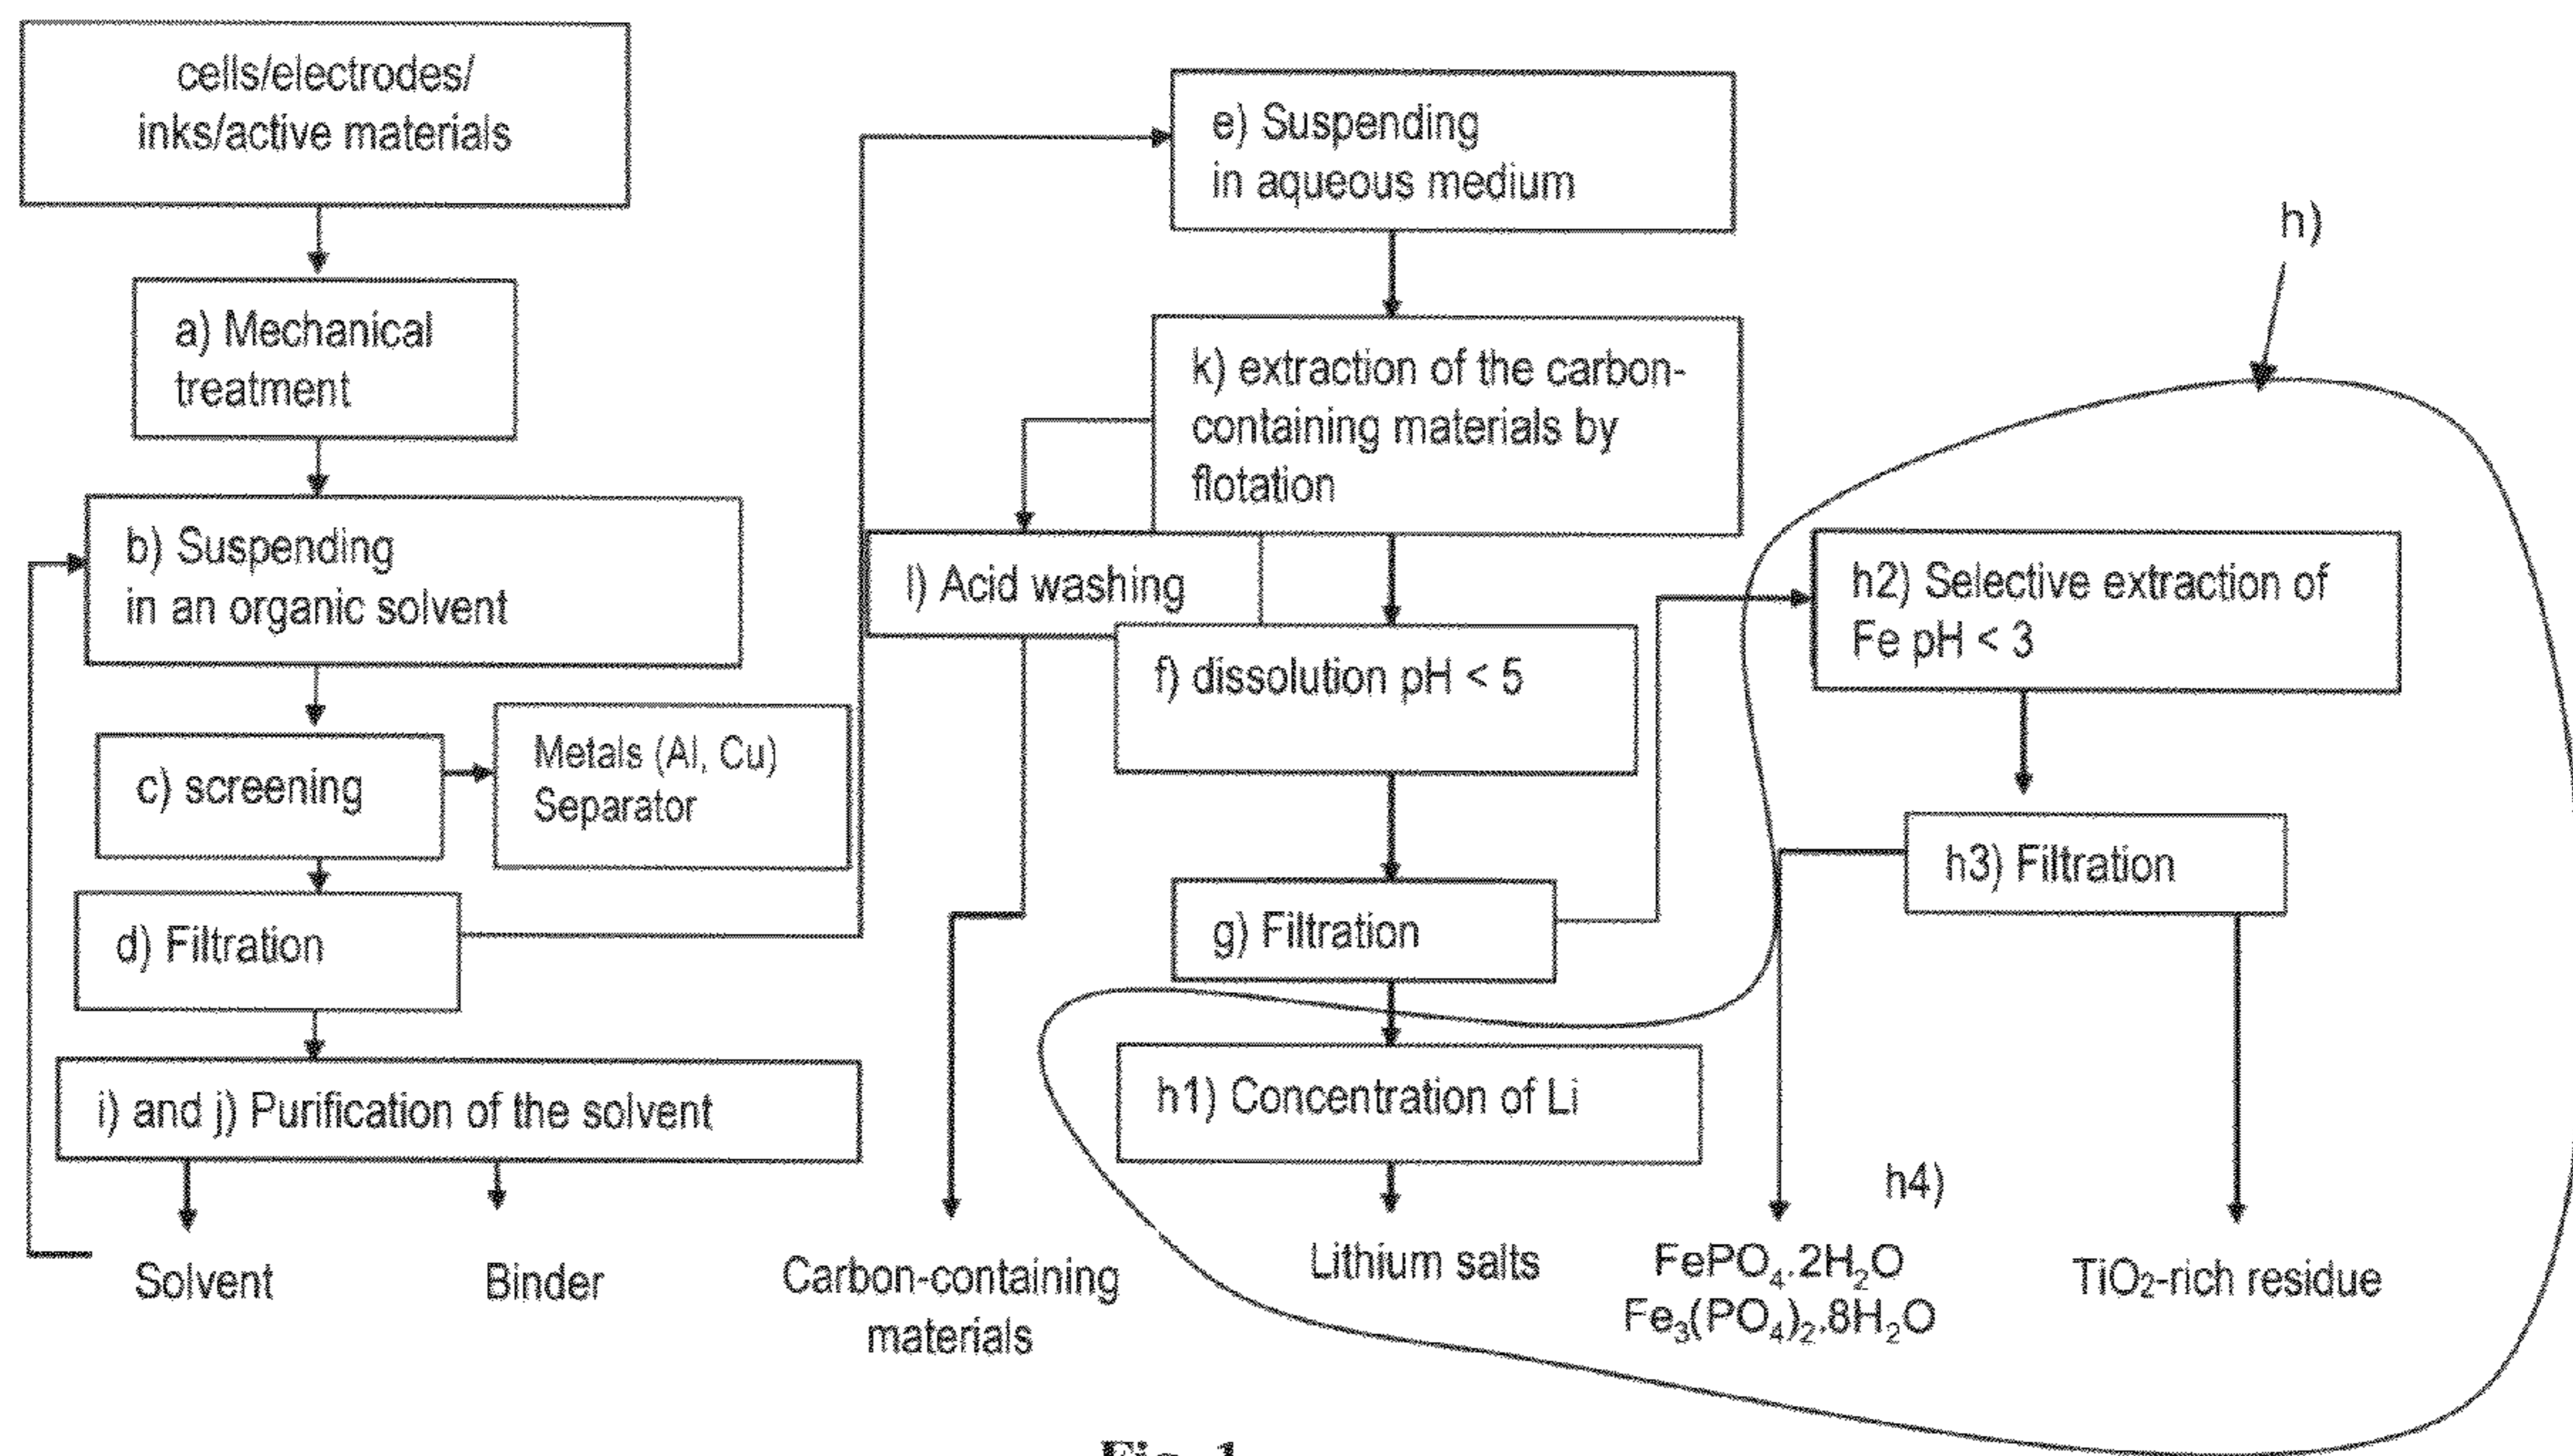 cells/electrodes/
inks/active materials
a) Mechanical
treatment
b) Suspending
in an organic solvent
c) screening
Metals (Al, Cu)
Separator
d) Filtration
i) and j) Purification of the solvent
Solvent
Binder
e) Suspending
in aqueous medium
k) extraction of the carbon-
containing materials by
flotation
l) Acid washing
f) dissolution pH < 5
g) Filtration
h1) Concentration of Li
Carbon-containing
materials
Lithium salts
h)
h2) Selective extraction of
Fe pH < 3
h3) Filtration
h4)
FePO₄.2H₂O
Fe₃(PO₄)₂.8H₂O
TiO₂-rich residue
Fig. 1